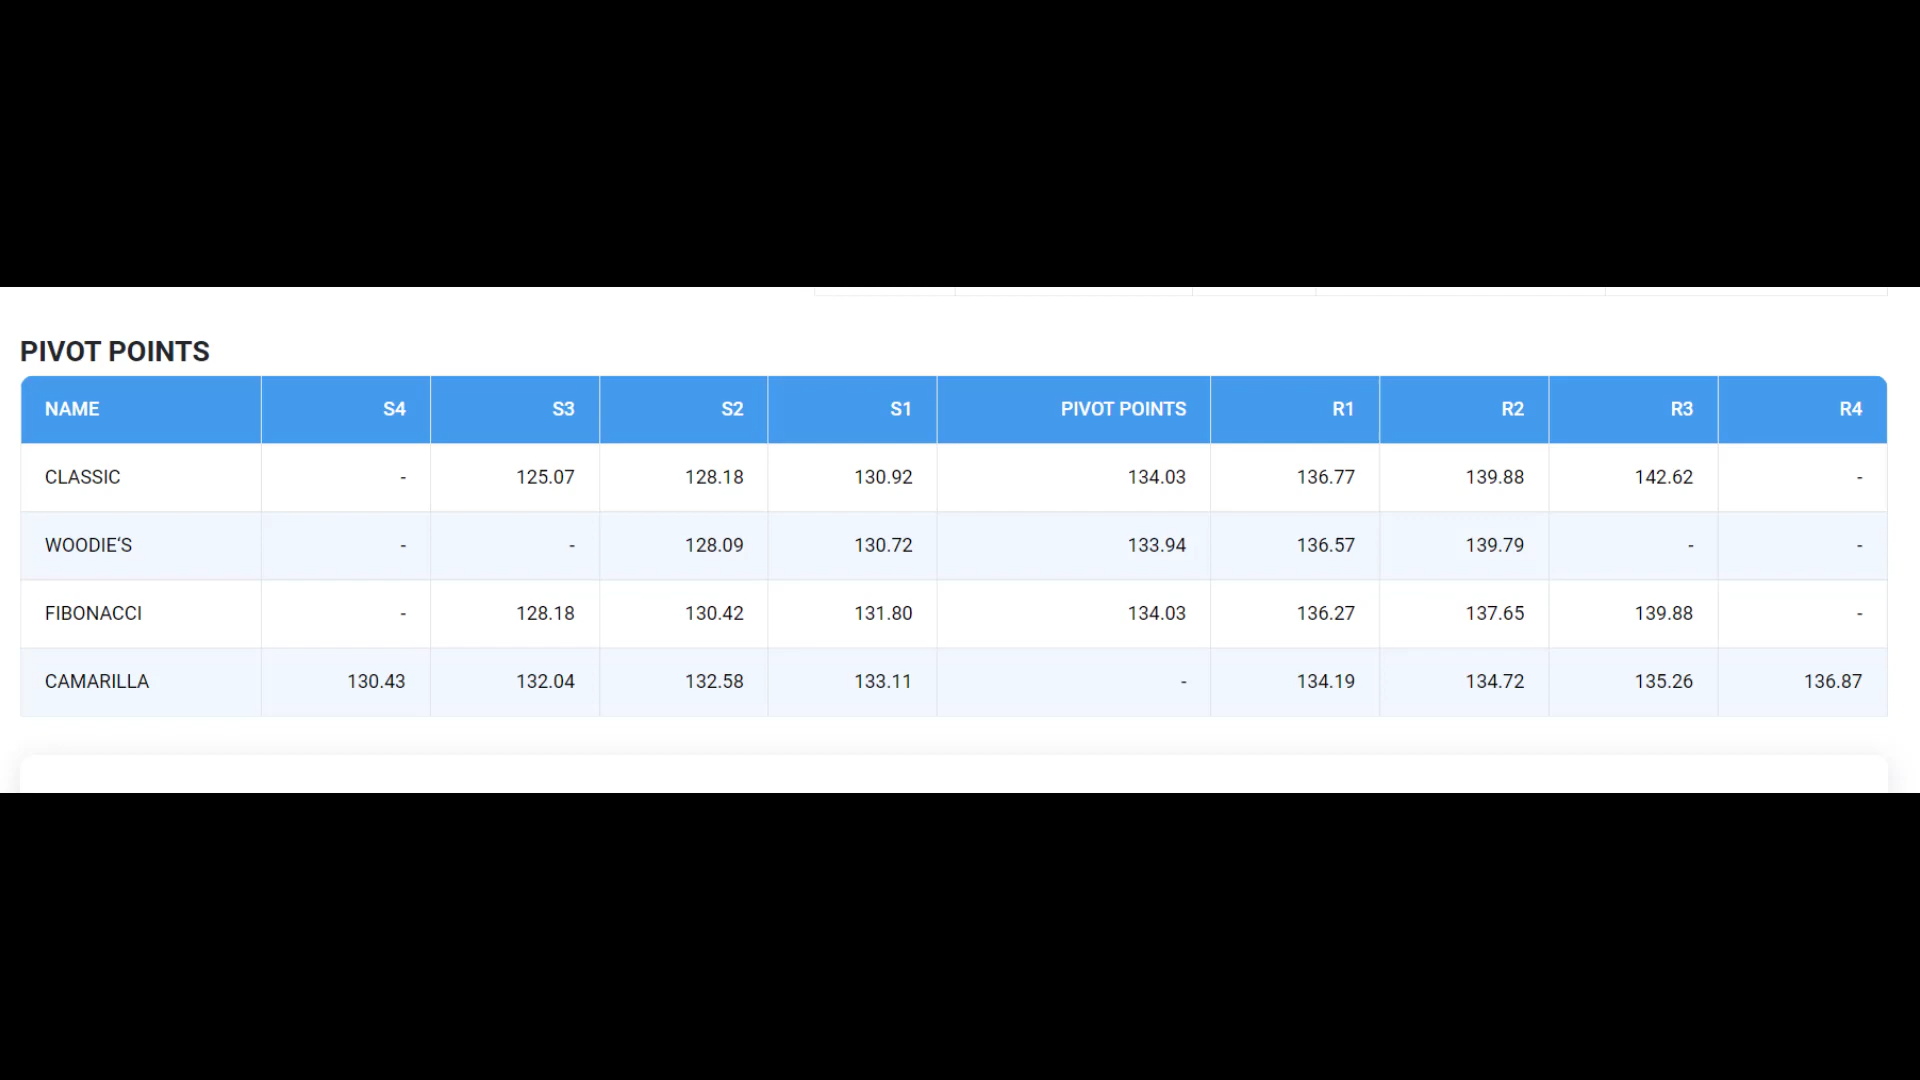 PIVOT POINTS
NAME S4 S3 S2 S1 PIVOT POINTS R1 R2 R3 R4
CLASSIC - 125.07 128.18 130.92 134.03 136.77 139.88 142.62 -
WOODIE‘S - - 128.09 130.72 133.94 136.57 139.79 - -
FIBONACCI - 128.18 130.42 131.80 134.03 136.27 137.65 139.88 -
CAMARILLA 130.43 132.04 132.58 133.11 - 134.19 134.72 135.26 136.87